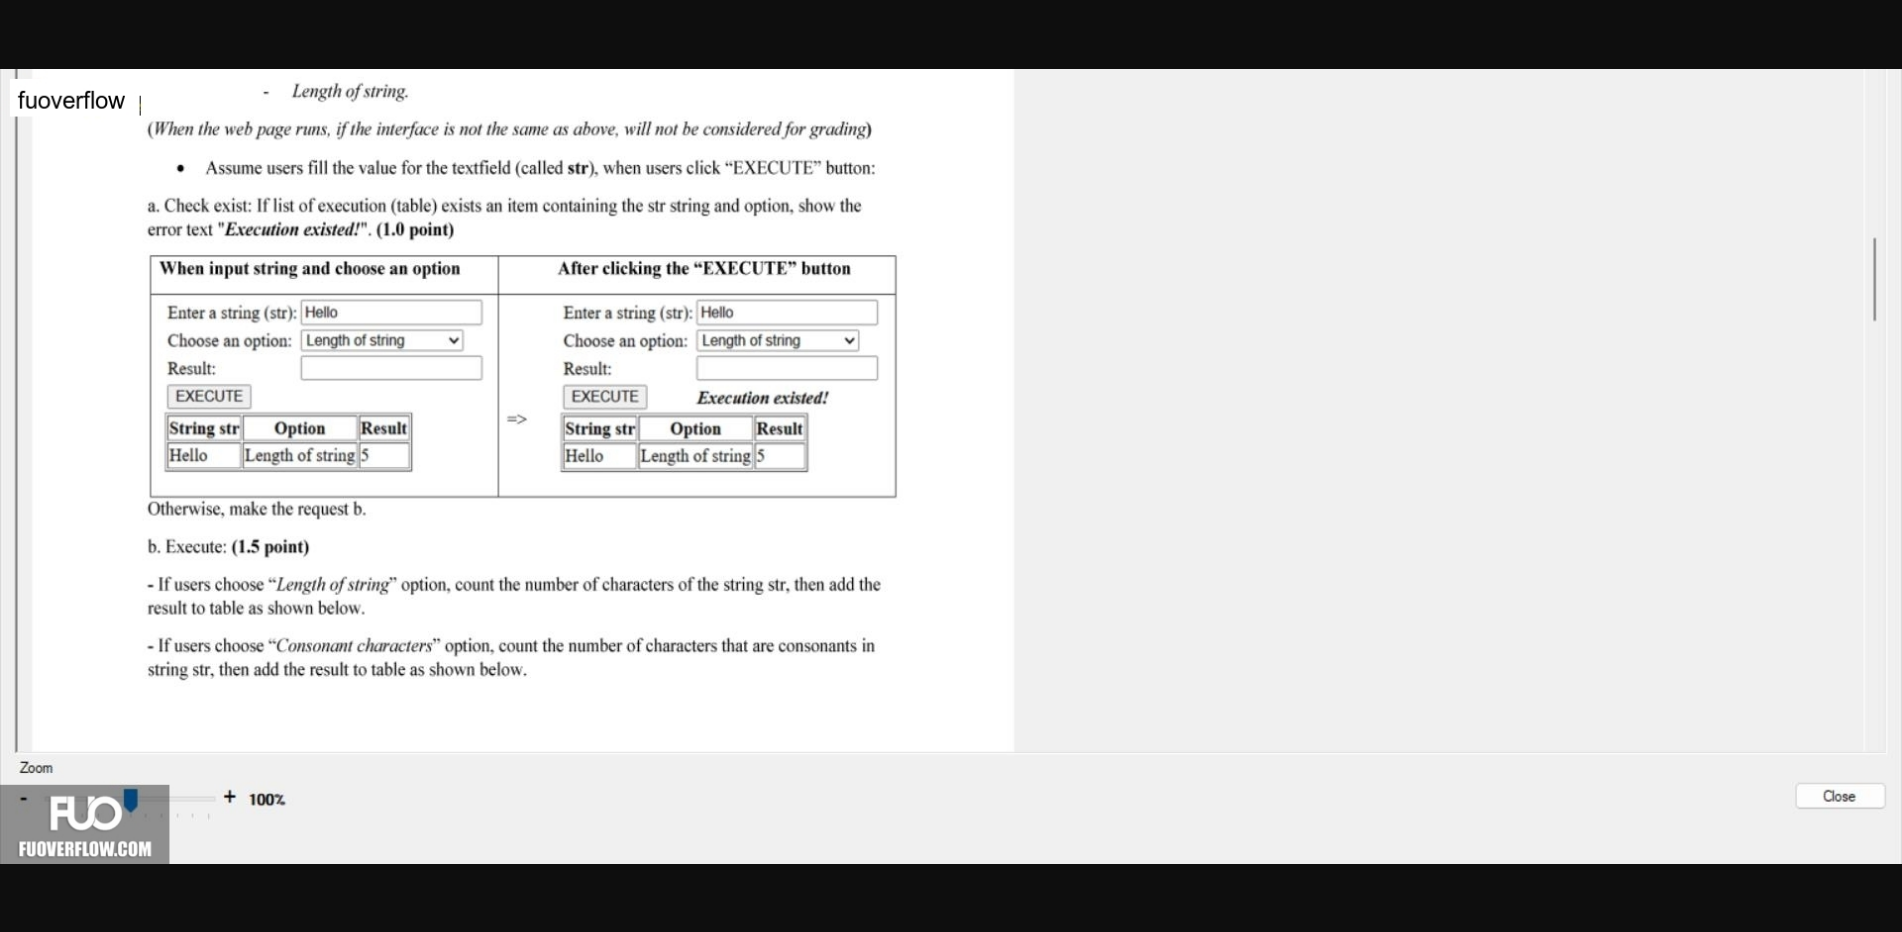 fuoverflow
- Length of string.
(When the web page runs, if the interface is not the same as above, will not be considered for grading)
• Assume users fill the value for the textfield (called str), when users click “EXECUTE” button:
a. Check exist: If list of execution (table) exists an item containing the str string and option, show the
error text "Execution existed!". (1.0 point)
When input string and choose an option
Enter a string (str): Hello
Choose an option: Length of string
Result:
EXECUTE
String str Option Result
Hello Length of string 5
=>
After clicking the “EXECUTE” button
Enter a string (str): Hello
Choose an option: Length of string
Result:
EXECUTE Execution existed!
String str Option Result
Hello Length of string 5
Otherwise, make the request b.
b. Execute: (1.5 point)
- If users choose “Length of string” option, count the number of characters of the string str, then add the
result to table as shown below.
- If users choose “Consonant characters” option, count the number of characters that are consonants in
string str, then add the result to table as shown below.
Zoom
- + 100%
Close
FUO
FUOVERFLOW.COM